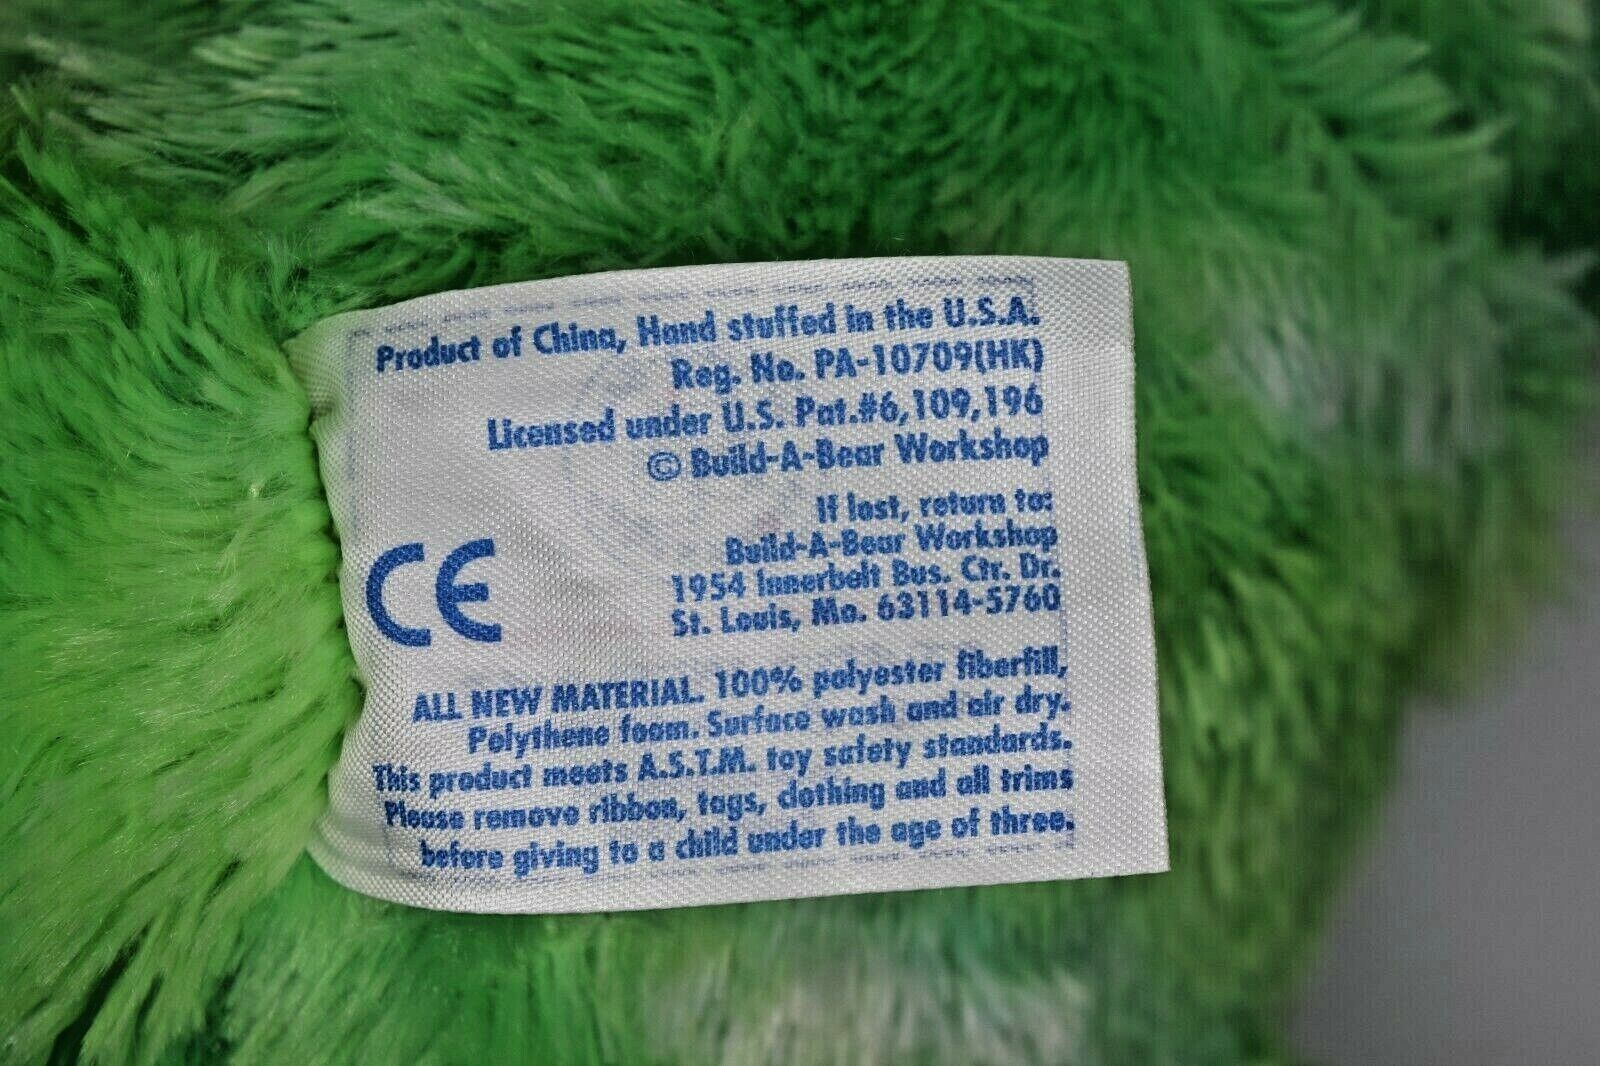 Product of China, Hand stuffed in the U.S.A.
Reg. No. PA-10709(HK)
Licensed under U.S. Pat.#6,109,196
© Build-A-Bear Workshop
If lost, return to:
Build-A-Bear Workshop
1954 Innerbelt Bus. Ctr. Dr.
St. Louis, Mo. 63114-5760
CE
ALL NEW MATERIAL. 100% polyester fiberfill,
Polythene foam. Surface wash and air dry.
This product meets A.S.T.M. toy safety standards.
Please remove ribbon, tags, clothing and all trims
before giving to a child under the age of three.